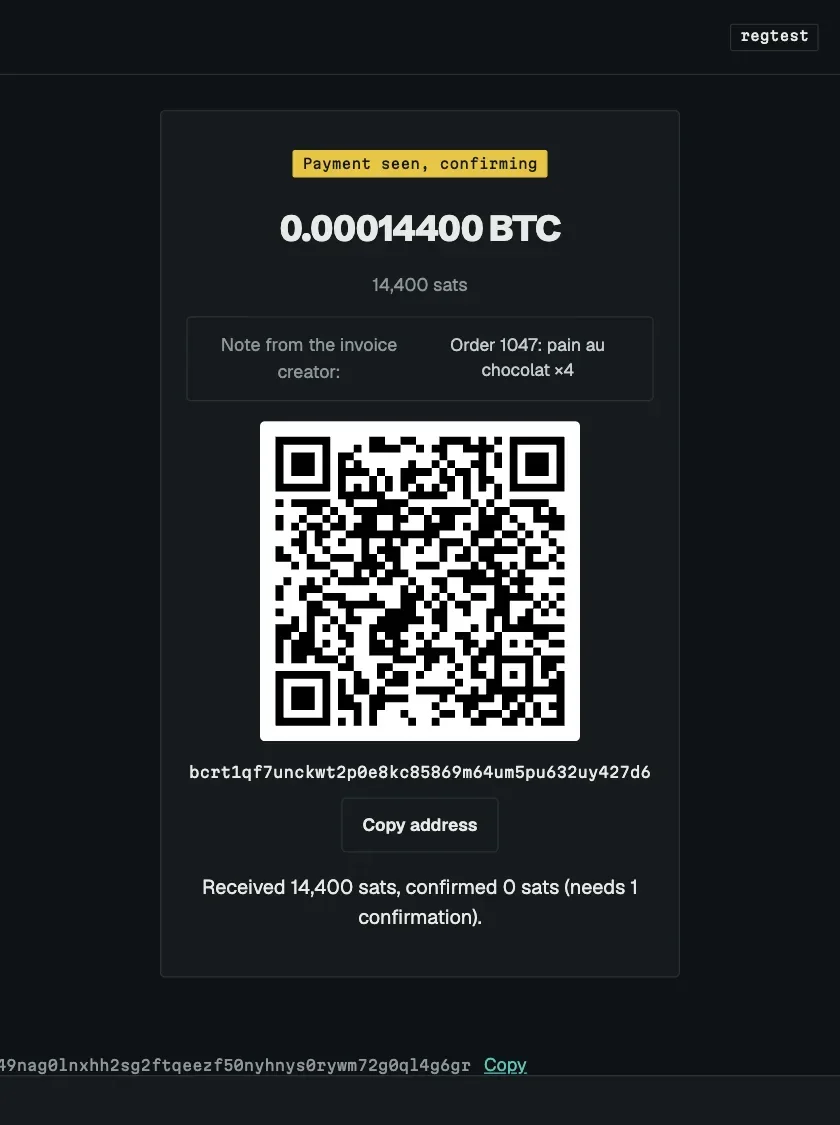 regtest
Payment seen, confirming
0.00014400 BTC
14,400 sats
Note from the invoice
creator:
Order 1047: pain au
chocolat ×4
bcrt1qf7unckwt2p0e8kc85869m64um5pu632uy427d6
Copy address
Received 14,400 sats, confirmed 0 sats (needs 1
confirmation).
49nag0lnxhh2sg2ftqeezf50nyhnys0rywm72g0ql4g6gr Copy